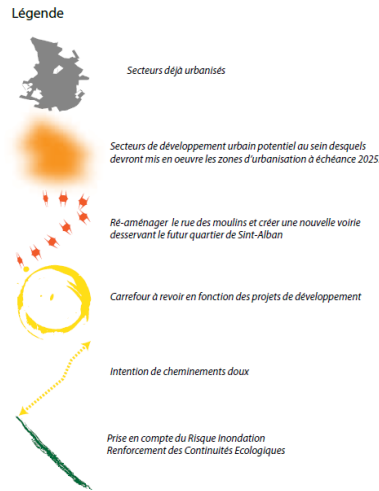 Légende
Secteurs déjà urbanisés
Secteurs de développement urbain potentiel au sein desquels
devront mis en oeuvre les zones d'urbanisation à échéance 2025
Ré-aménager le rue des moulins et créer une nouvelle voirie
desservant le futur quartier de Sint-Alban
Carrefour à revoir en fonction des projets de développement
Intention de cheminements doux
Prise en compte du Risque Inondation
Renforcement des Continuités Ecologiques